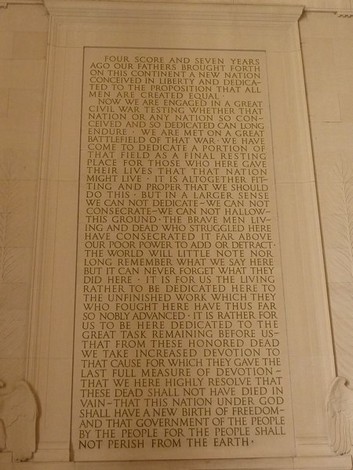 FOUR SCORE AND SEVEN YEARS
AGO OUR FATHERS BROUGHT FORTH
ON THIS CONTINENT A NEW NATION
CONCEIVED IN LIBERTY AND DEDICA-
TED TO THE PROPOSITION THAT ALL
MEN ARE CREATED EQUAL ·
NOW WE ARE ENGAGED IN A GREAT
CIVIL WAR TESTING WHETHER THAT
NATION OR ANY NATION SO CON-
CEIVED AND SO DEDICATED CAN LONG
ENDURE · WE ARE MET ON A GREAT
BATTLEFIELD OF THAT WAR · WE HAVE
COME TO DEDICATE A PORTION OF
THAT FIELD AS A FINAL RESTING
PLACE FOR THOSE WHO HERE GAVE
THEIR LIVES THAT THAT NATION
MIGHT LIVE · IT IS ALTOGETHER FIT-
TING AND PROPER THAT WE SHOULD
DO THIS · BUT IN A LARGER SENSE
WE CAN NOT DEDICATE–WE CAN NOT
CONSECRATE–WE CAN NOT HALLOW–
THIS GROUND · THE BRAVE MEN LIV-
ING AND DEAD WHO STRUGGLED HERE
HAVE CONSECRATED IT FAR ABOVE
OUR POOR POWER TO ADD OR DETRACT ·
THE WORLD WILL LITTLE NOTE NOR
LONG REMEMBER WHAT WE SAY HERE
BUT IT CAN NEVER FORGET WHAT THEY
DID HERE · IT IS FOR US THE LIVING
RATHER TO BE DEDICATED HERE TO
THE UNFINISHED WORK WHICH THEY
WHO FOUGHT HERE HAVE THUS FAR
SO NOBLY ADVANCED · IT IS RATHER FOR
US TO BE HERE DEDICATED TO THE
GREAT TASK REMAINING BEFORE US–
THAT FROM THESE HONORED DEAD
WE TAKE INCREASED DEVOTION TO
THAT CAUSE FOR WHICH THEY GAVE THE
LAST FULL MEASURE OF DEVOTION–
THAT WE HERE HIGHLY RESOLVE THAT
THESE DEAD SHALL NOT HAVE DIED IN
VAIN–THAT THIS NATION UNDER GOD
SHALL HAVE A NEW BIRTH OF FREEDOM–
AND THAT GOVERNMENT OF THE PEOPLE
BY THE PEOPLE FOR THE PEOPLE SHALL
NOT PERISH FROM THE EARTH ·